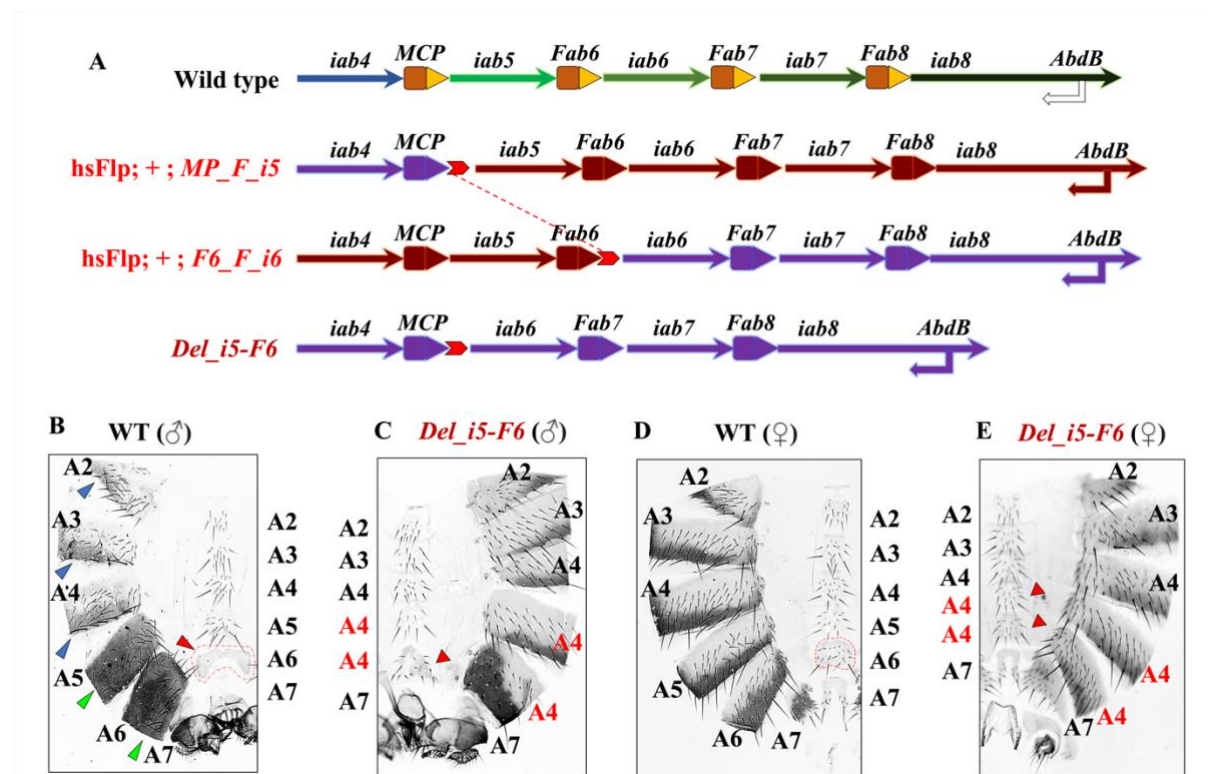 A
Wild type iab4 MCP iab5 Fab6 iab6 Fab7 iab7 Fab8 iab8 AbdB
hsFlp; + ; MP_F_i5 iab4 MCP iab5 Fab6 iab6 Fab7 iab7 Fab8 iab8 AbdB
hsFlp; + ; F6_F_i6 iab4 MCP iab5 Fab6 iab6 Fab7 iab7 Fab8 iab8 AbdB
Del_i5-F6 iab4 MCP iab6 Fab7 iab7 Fab8 iab8 AbdB
B WT (♂)
A2
A3
A4
A5
A6
A7
A2
A3
A4
A5
A6
A7
C Del_i5-F6 (♂)
A2
A3
A4
A4
A4
A7
A2
A3
A4
A4
A4
A7
D WT (♀)
A2
A3
A4
A5
A6
A7
A2
A3
A4
A5
A6
A7
E Del_i5-F6 (♀)
A2
A3
A4
A4
A4
A7
A2
A3
A4
A4
A4
A7